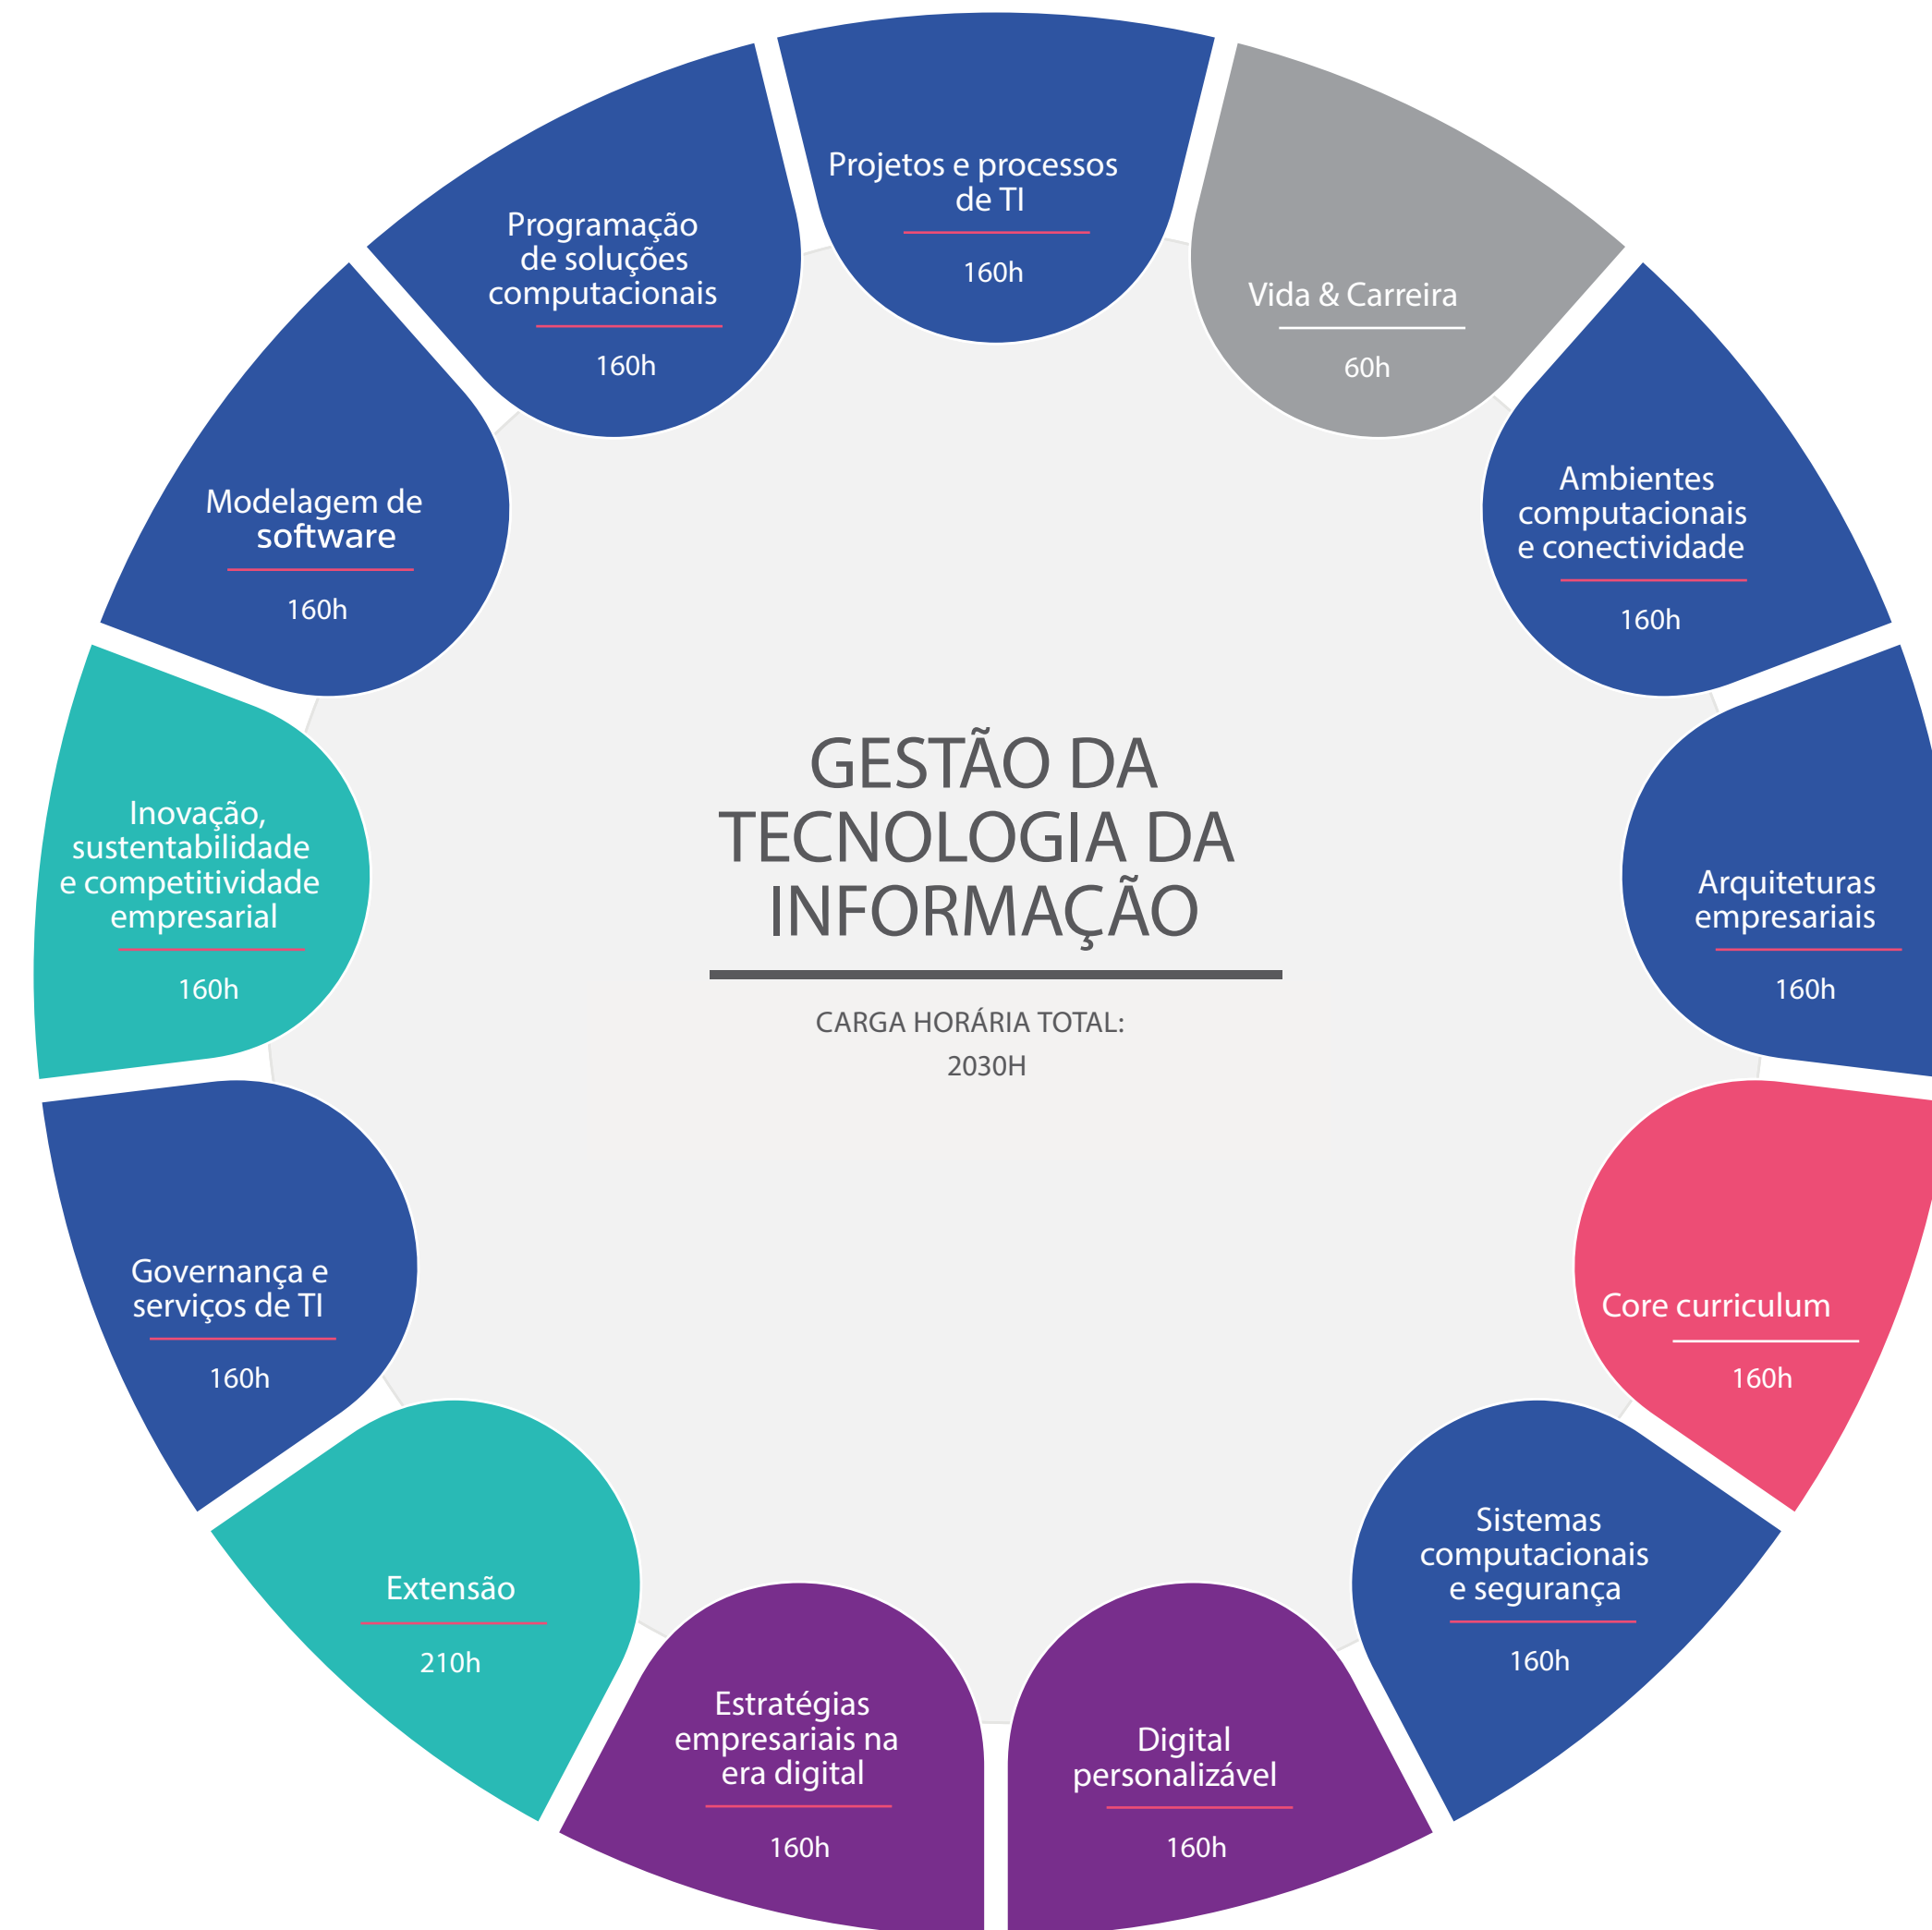 Projetos e processos
de TI
160h
Vida & Carreira
60h
Ambientes
computacionais
e conectividade
160h
Arquiteturas
empresariais
160h
Core curriculum
160h
Sistemas
computacionais
e segurança
160h
Digital
personalizável
160h
Estratégias
empresariais na
era digital
160h
Extensão
210h
Governança e
serviços de TI
160h
Inovação,
sustentabilidade
e competitividade
empresarial
160h
Modelagem de
software
160h
Programação
de soluções
computacionais
160h
GESTÃO DA
TECNOLOGIA DA
INFORMAÇÃO
CARGA HORÁRIA TOTAL:
2030H